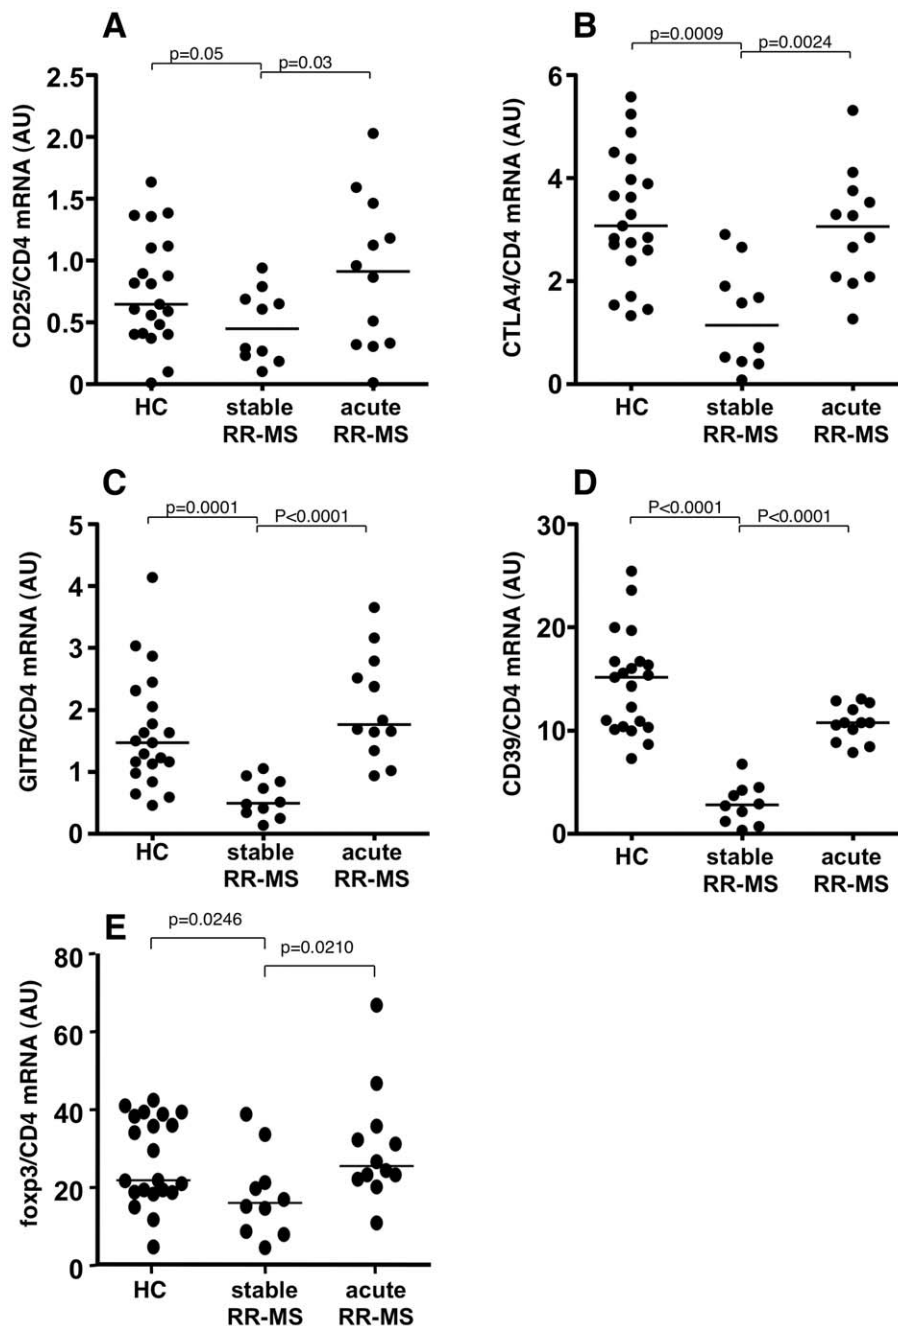 A
p=0.05
p=0.03
CD25/CD4 mRNA (AU)
2.5
2.0
1.5
1.0
0.5
0
HC
stable
RR-MS
acute
RR-MS
B
p=0.0009
p=0.0024
CTLA4/CD4 mRNA (AU)
6
4
2
0
HC
stable
RR-MS
acute
RR-MS
C
p=0.0001
P<0.0001
GITR/CD4 mRNA (AU)
5
4
3
2
1
0
HC
stable
RR-MS
acute
RR-MS
D
P<0.0001
P<0.0001
CD39/CD4 mRNA (AU)
30
20
10
0
HC
stable
RR-MS
acute
RR-MS
E
p=0.0246
p=0.0210
foxp3/CD4 mRNA (AU)
80
60
40
20
0
HC
stable
RR-MS
acute
RR-MS